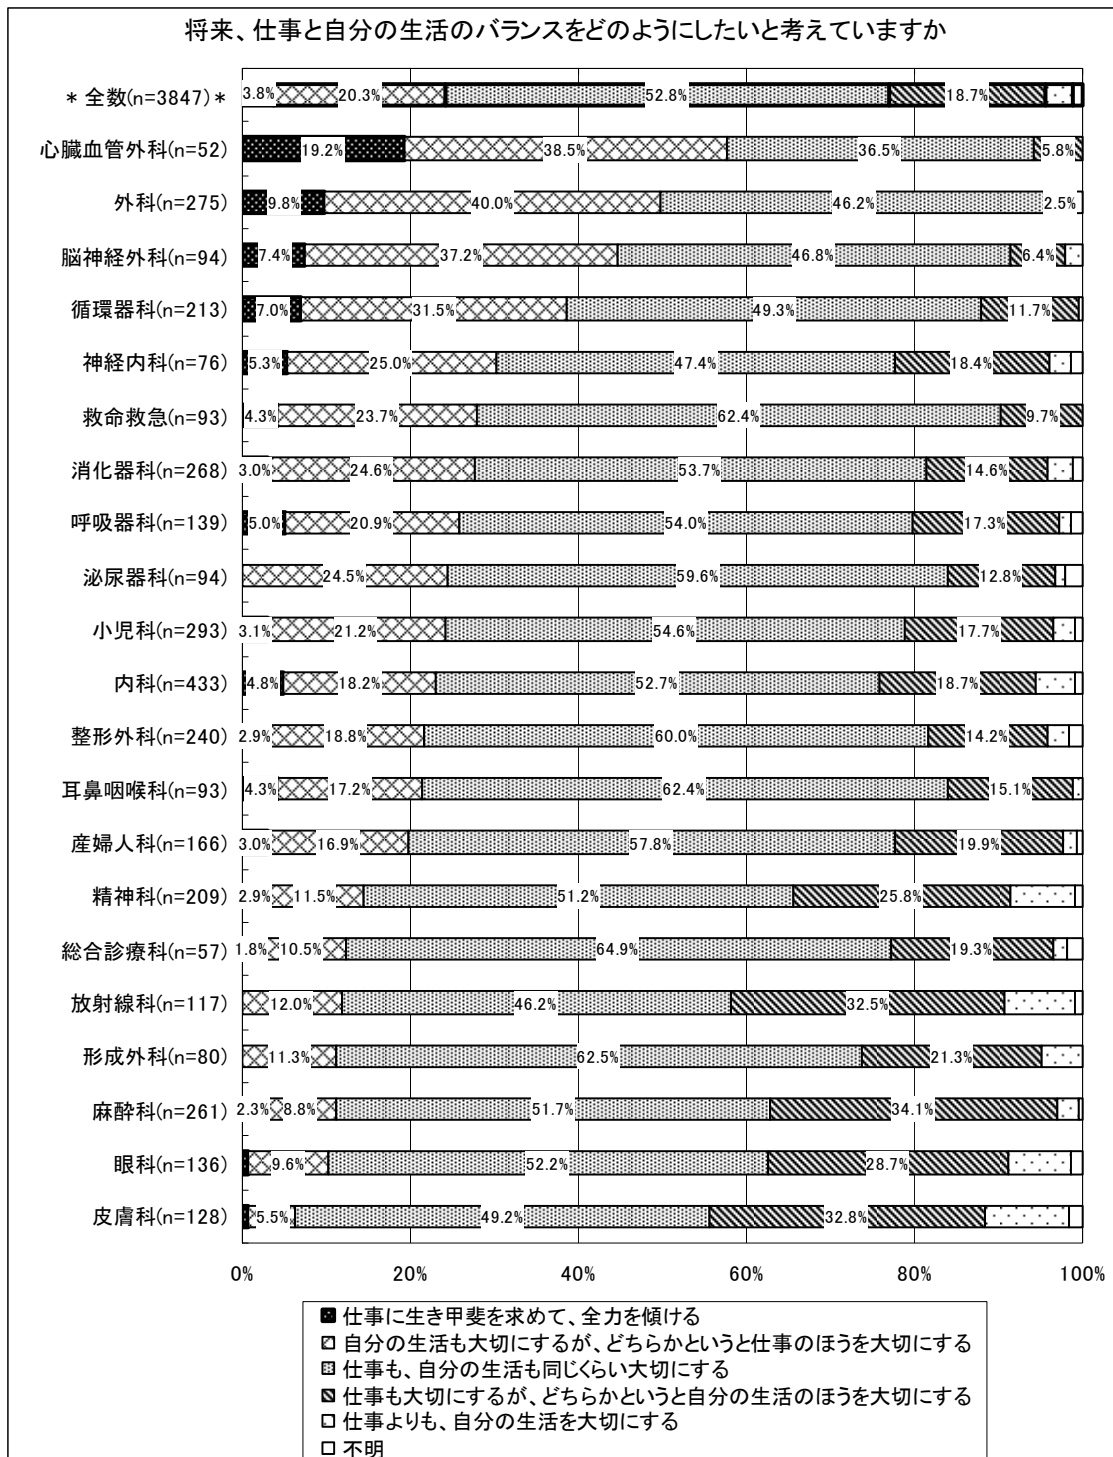 将来、仕事と自分の生活のバランスをどのようにしたいと考えていますか
＊全数(n=3847)＊ 3.8% 20.3% 52.8% 18.7%
心臓血管外科(n=52) 19.2% 38.5% 36.5% 5.8%
外科(n=275) 9.8% 40.0% 46.2% 2.5%
脳神経外科(n=94) 7.4% 37.2% 46.8% 6.4%
循環器科(n=213) 7.0% 31.5% 49.3% 11.7%
神経内科(n=76) 5.3% 25.0% 47.4% 18.4%
救命救急(n=93) 4.3% 23.7% 62.4% 9.7%
消化器科(n=268) 3.0% 24.6% 53.7% 14.6%
呼吸器科(n=139) 5.0% 20.9% 54.0% 17.3%
泌尿器科(n=94) 24.5% 59.6% 12.8%
小児科(n=293) 3.1% 21.2% 54.6% 17.7%
内科(n=433) 4.8% 18.2% 52.7% 18.7%
整形外科(n=240) 2.9% 18.8% 60.0% 14.2%
耳鼻咽喉科(n=93) 4.3% 17.2% 62.4% 15.1%
産婦人科(n=166) 3.0% 16.9% 57.8% 19.9%
精神科(n=209) 2.9% 11.5% 51.2% 25.8%
総合診療科(n=57) 1.8% 10.5% 64.9% 19.3%
放射線科(n=117) 12.0% 46.2% 32.5%
形成外科(n=80) 11.3% 62.5% 21.3%
麻酔科(n=261) 2.3% 8.8% 51.7% 34.1%
眼科(n=136) 9.6% 52.2% 28.7%
皮膚科(n=128) 5.5% 49.2% 32.8%
0% 20% 40% 60% 80% 100%
仕事に生き甲斐を求めて、全力を傾ける
自分の生活も大切にするが、どちらかというと仕事のほうを大切にする
仕事も、自分の生活も同じくらい大切にする
仕事も大切にするが、どちらかというと自分の生活のほうを大切にする
仕事よりも、自分の生活を大切にする
不明